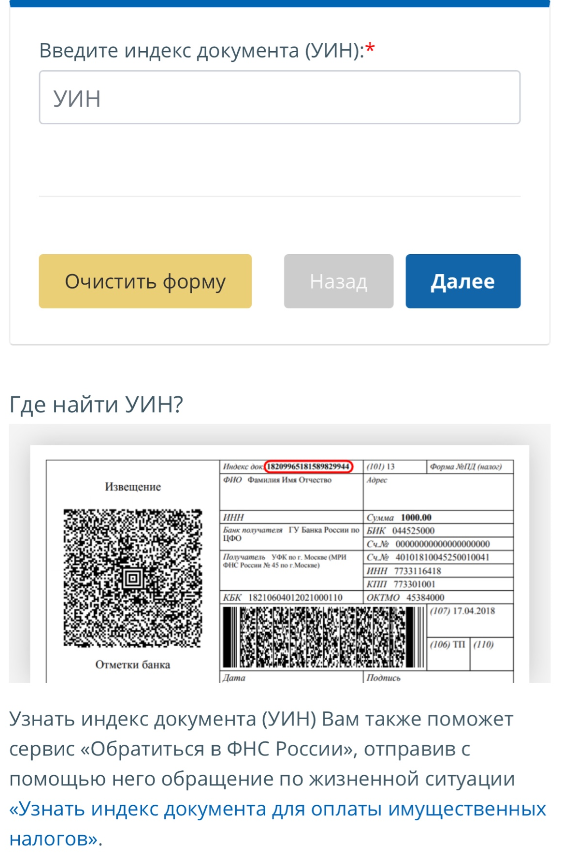 Введите индекс документа (УИН):*
УИН
Очистить форму
Назад
Далее
Где найти УИН?
Извещение
Отметки банка
Индекс док. 18209965181589829944
(101) 13
Форма №ПД (налог)
ФИО Фамилия Имя Отчество
Адрес
ИНН
Сумма 1000.00
Банк получателя ГУ Банка России по
ЦФО
БИК 044525000
Сч.№ 00000000000000000000
Получатель УФК по г. Москве (МРИ
ФНС России № 45 по г.Москве)
Сч.№ 40101810045250010041
ИНН 7733116418
КПП 773301001
КБК 18210604012021000110
ОКТМО 45384000
(107) 17.04.2018
(106) ТП
(110)
Дата
Подпись
Узнать индекс документа (УИН) Вам также поможет
сервис «Обратиться в ФНС России», отправив с
помощью него обращение по жизненной ситуации
«Узнать индекс документа для оплаты имущественных
налогов».